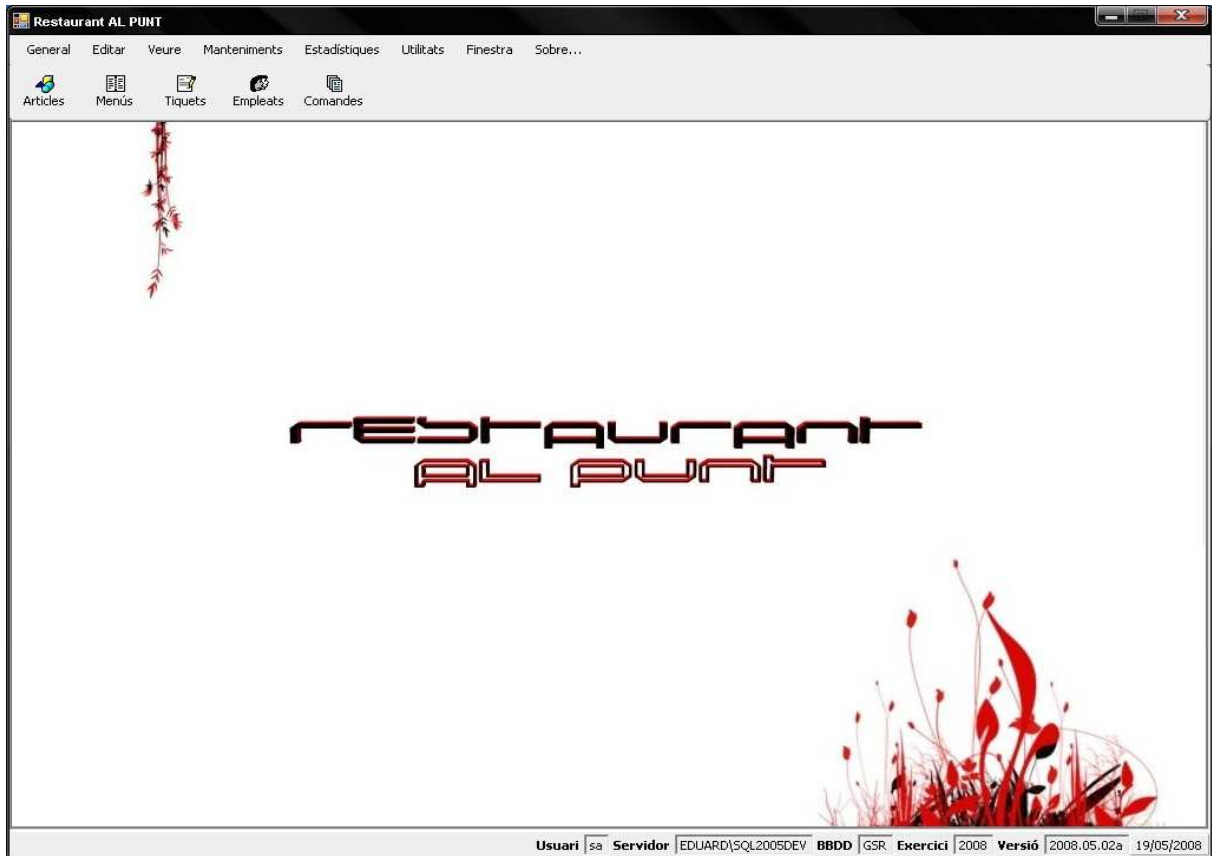 Restaurant AL PUNT
General Editar Veure Manteniments Estadístiques Utilitats Finestra Sobre...
Articles Menús Tiquets Empleats Comandes
rEstaurant
AL punt
Usuari sa Servidor EDUARD\SQL2005DEV BBDD GSR Exercici 2008 Versió 2008.05.02a 19/05/2008